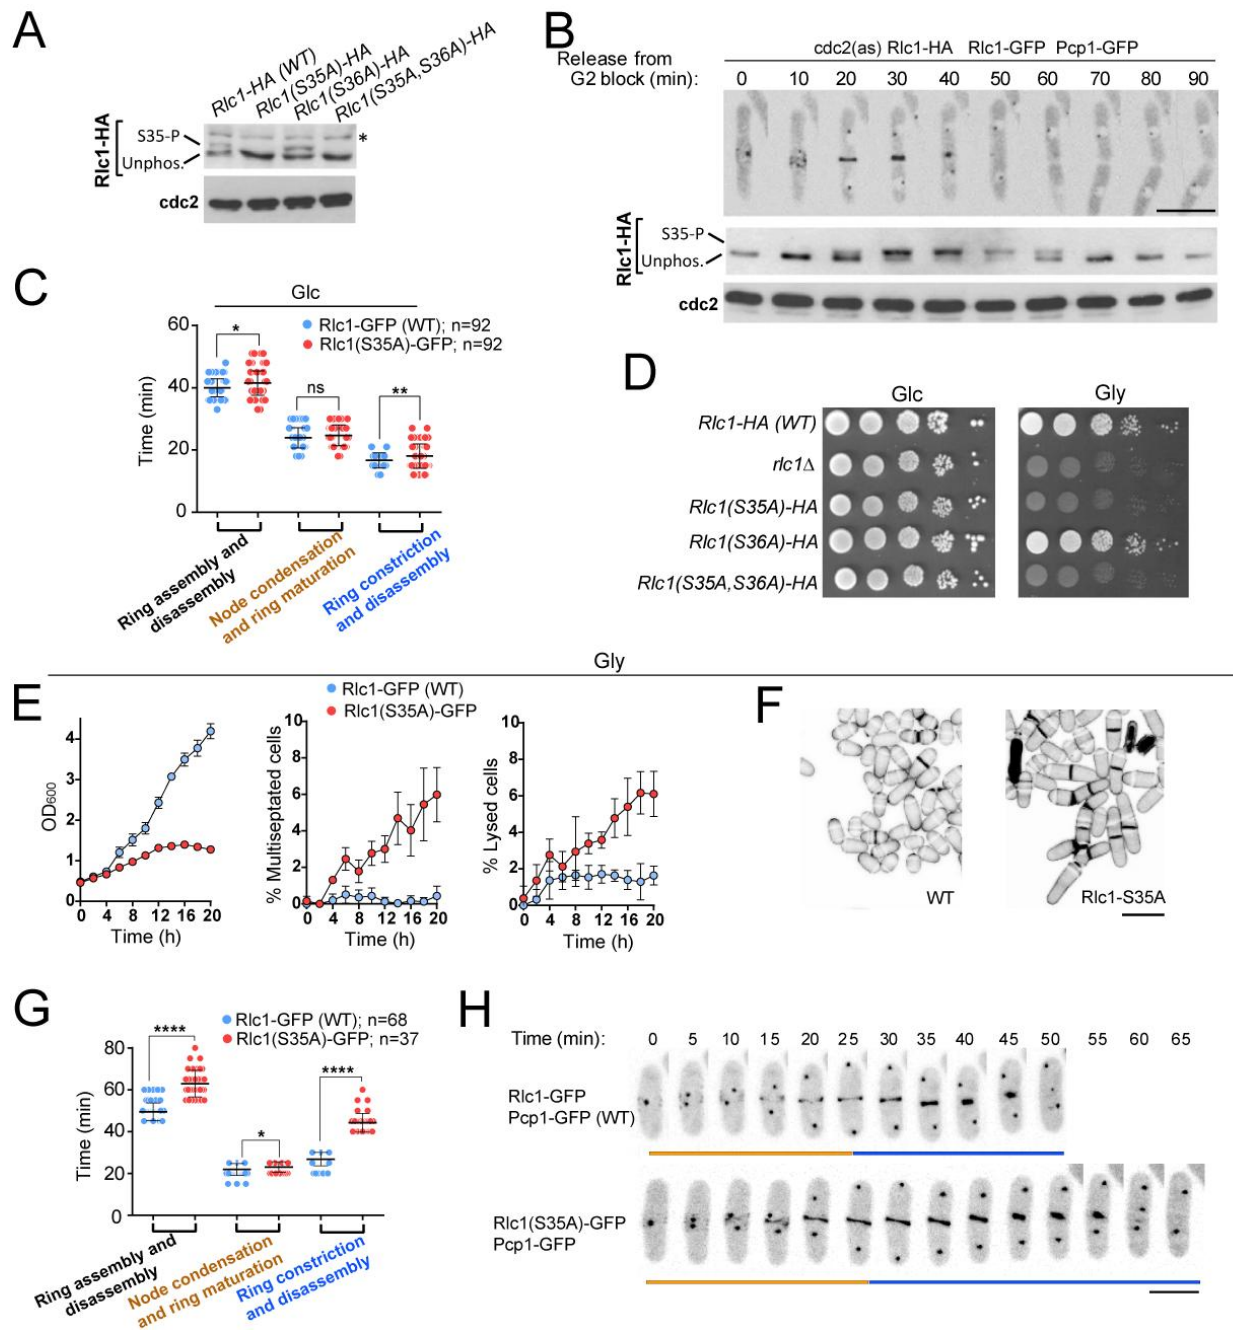 A
Rlc1-HA (WT)
Rlc1(S35A)-HA
Rlc1(S36A)-HA
Rlc1(S35A,S36A)-HA
Rlc1-HA
S35-P
*
Unphos.
cdc2
B
cdc2(as) Rlc1-HA Rlc1-GFP Pcp1-GFP
Release from
G2 block (min):
0 10 20 30 40 50 60 70 80 90
Rlc1-HA
S35-P
Unphos.
cdc2
C
Glc
Rlc1-GFP (WT); n=92
Rlc1(S35A)-GFP; n=92
Time (min)
60
40
20
0
*
ns
**
Ring assembly and
disassembly
Node condensation
and ring maturation
Ring constriction
and disassembly
D
Glc
Gly
Rlc1-HA (WT)
rlc1Δ
Rlc1(S35A)-HA
Rlc1(S36A)-HA
Rlc1(S35A,S36A)-HA
Gly
E
Rlc1-GFP (WT)
Rlc1(S35A)-GFP
OD600
4
3
2
1
0
0 4 8 12 16 20
Time (h)
% Multiseptated cells
10
8
6
4
2
0
0 4 8 12 16 20
Time (h)
% Lysed cells
10
8
6
4
2
0
0 4 8 12 16 20
Time (h)
F
WT
Rlc1-S35A
G
Rlc1-GFP (WT); n=68
Rlc1(S35A)-GFP; n=37
Time (min)
80
60
40
20
0
****
*
****
Ring assembly and
disassembly
Node condensation
and ring maturation
Ring constriction
and disassembly
H
Time (min): 0 5 10 15 20 25 30 35 40 45 50 55 60 65
Rlc1-GFP
Pcp1-GFP (WT)
Rlc1(S35A)-GFP
Pcp1-GFP